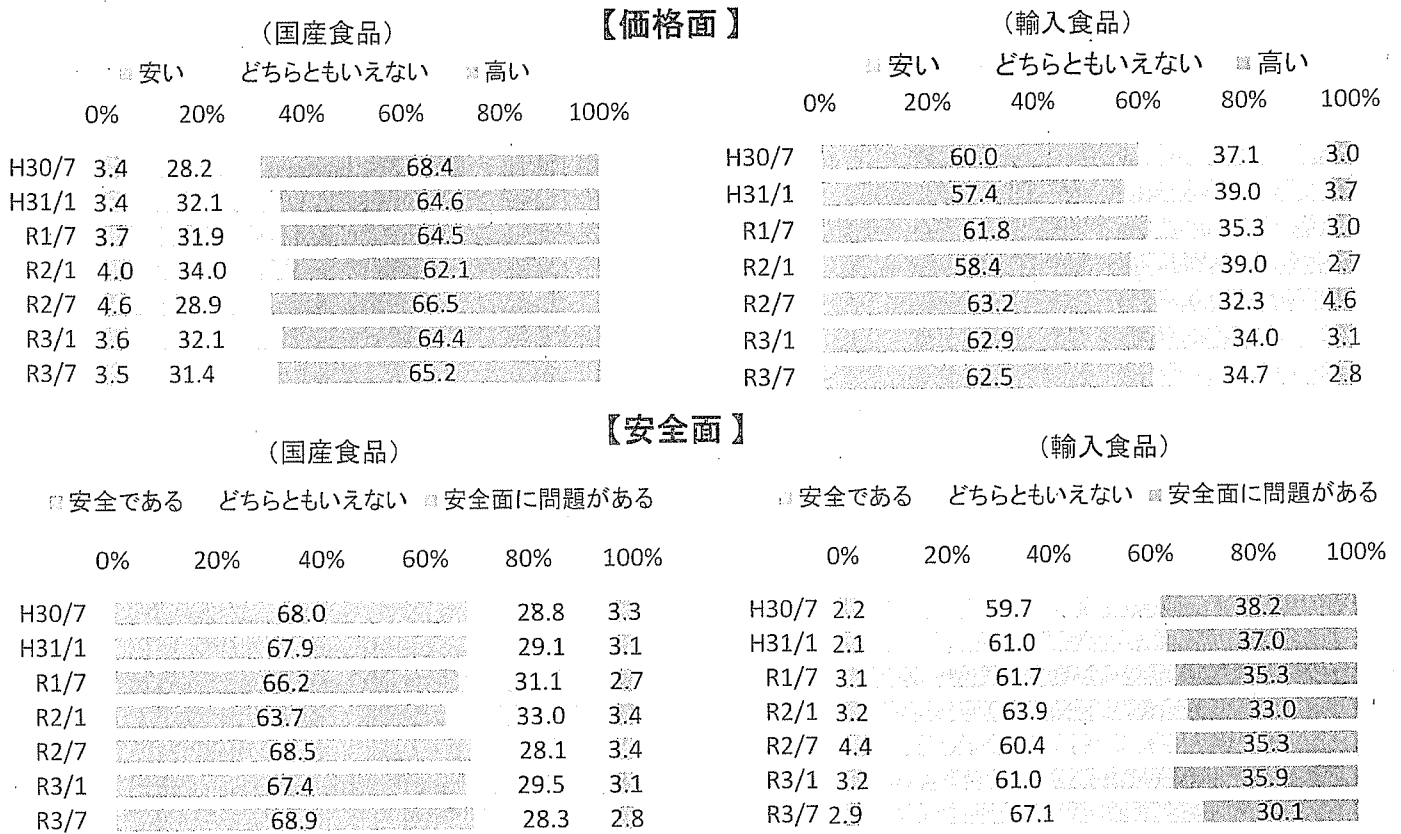 【価格面】
（国産食品）
安い どちらともいえない 高い
0% 20% 40% 60% 80% 100%
H30/7 3.4 28.2 68.4
H31/1 3.4 32.1 64.6
R1/7 3.7 31.9 64.5
R2/1 4.0 34.0 62.1
R2/7 4.6 28.9 66.5
R3/1 3.6 32.1 64.4
R3/7 3.5 31.4 65.2
（輸入食品）
安い どちらともいえない 高い
0% 20% 40% 60% 80% 100%
H30/7 60.0 37.1 3.0
H31/1 57.4 39.0 3.7
R1/7 61.8 35.3 3.0
R2/1 58.4 39.0 2.7
R2/7 63.2 32.3 4.6
R3/1 62.9 34.0 3.1
R3/7 62.5 34.7 2.8
【安全面】
（国産食品）
安全である どちらともいえない 安全面に問題がある
0% 20% 40% 60% 80% 100%
H30/7 68.0 28.8 3.3
H31/1 67.9 29.1 3.1
R1/7 66.2 31.1 2.7
R2/1 63.7 33.0 3.4
R2/7 68.5 28.1 3.4
R3/1 67.4 29.5 3.1
R3/7 68.9 28.3 2.8
（輸入食品）
安全である どちらともいえない 安全面に問題がある
0% 20% 40% 60% 80% 100%
H30/7 2.2 59.7 38.2
H31/1 2.1 61.0 37.0
R1/7 3.1 61.7 35.3
R2/1 3.2 63.9 33.0
R2/7 4.4 60.4 35.3
R3/1 3.2 61.0 35.9
R3/7 2.9 67.1 30.1